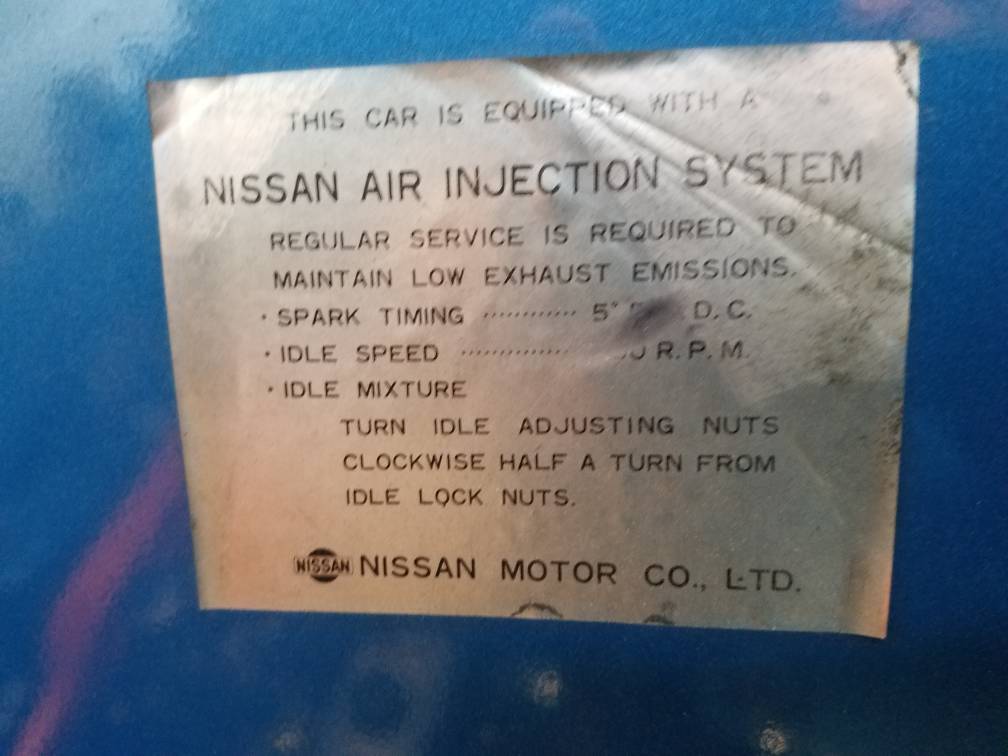 THIS CAR IS EQUIPPED WITH A
NISSAN AIR INJECTION SYSTEM
REGULAR SERVICE IS REQUIRED TO
MAINTAIN LOW EXHAUST EMISSIONS.
· SPARK TIMING ············ 5° D.C.
· IDLE SPEED ·············· R.P.M.
· IDLE MIXTURE
TURN IDLE ADJUSTING NUTS
CLOCKWISE HALF A TURN FROM
IDLE LOCK NUTS.
NISSAN NISSAN MOTOR CO., LTD.